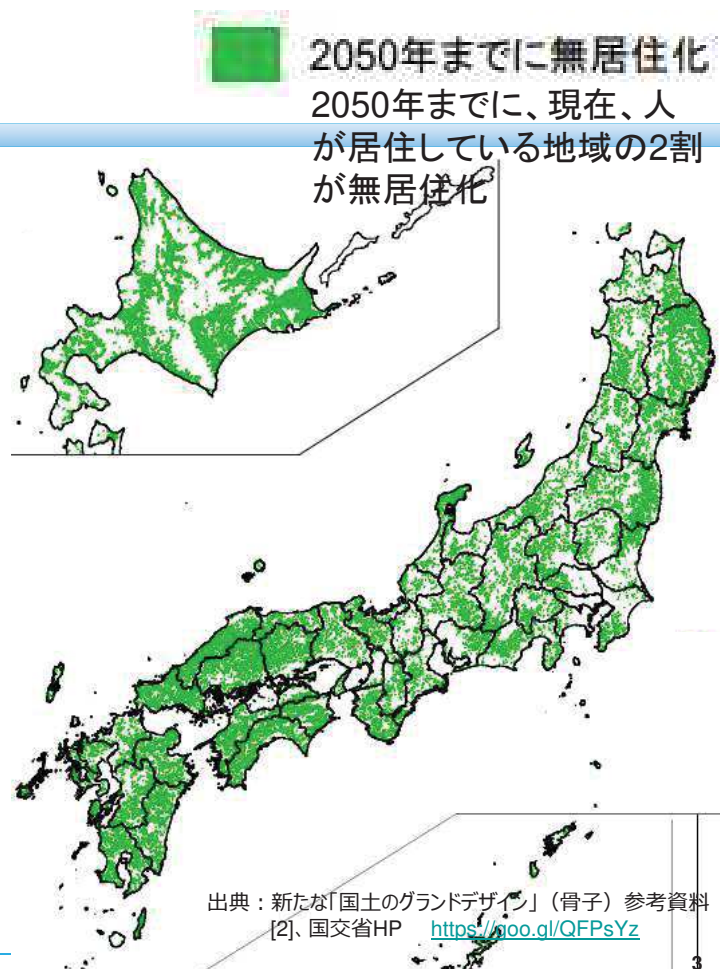 2050年までに無居住化
2050年までに、現在、人
が居住している地域の2割
が無居住化
出典：新たな「国土のグランドデザイン」（骨子）参考資料
[2]、国交省HP https://goo.gl/QFPsYz
3